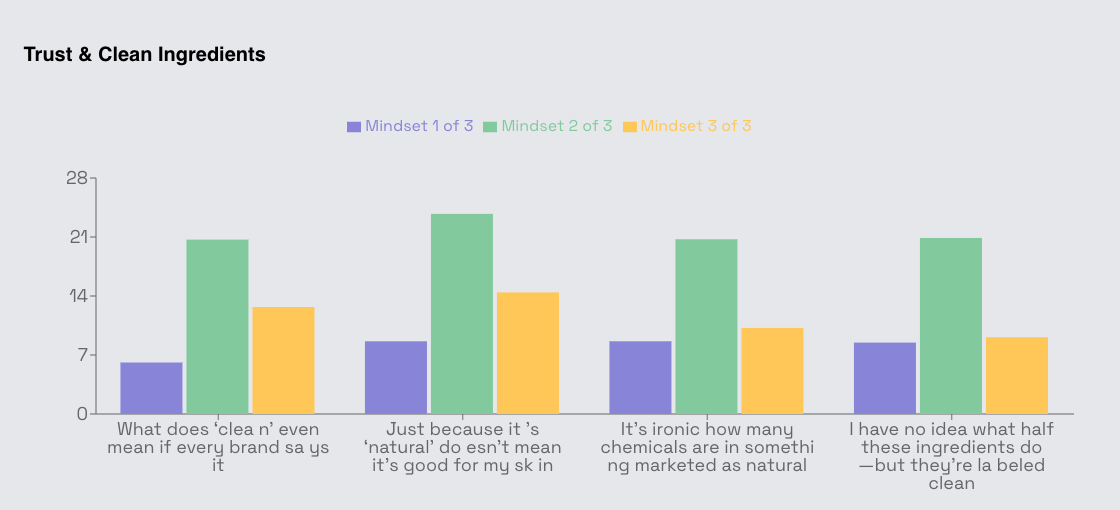 Trust & Clean Ingredients
Mindset 1 of 3 Mindset 2 of 3 Mindset 3 of 3
28
21
14
7
0
What does ‘clea n’ even
mean if every brand sa ys
it
Just because it ’s
‘natural’ do esn’t mean
it’s good for my sk in
It’s ironic how many
chemicals are in somethi
ng marketed as natural
I have no idea what half
these ingredients do
—but they’re la beled
clean